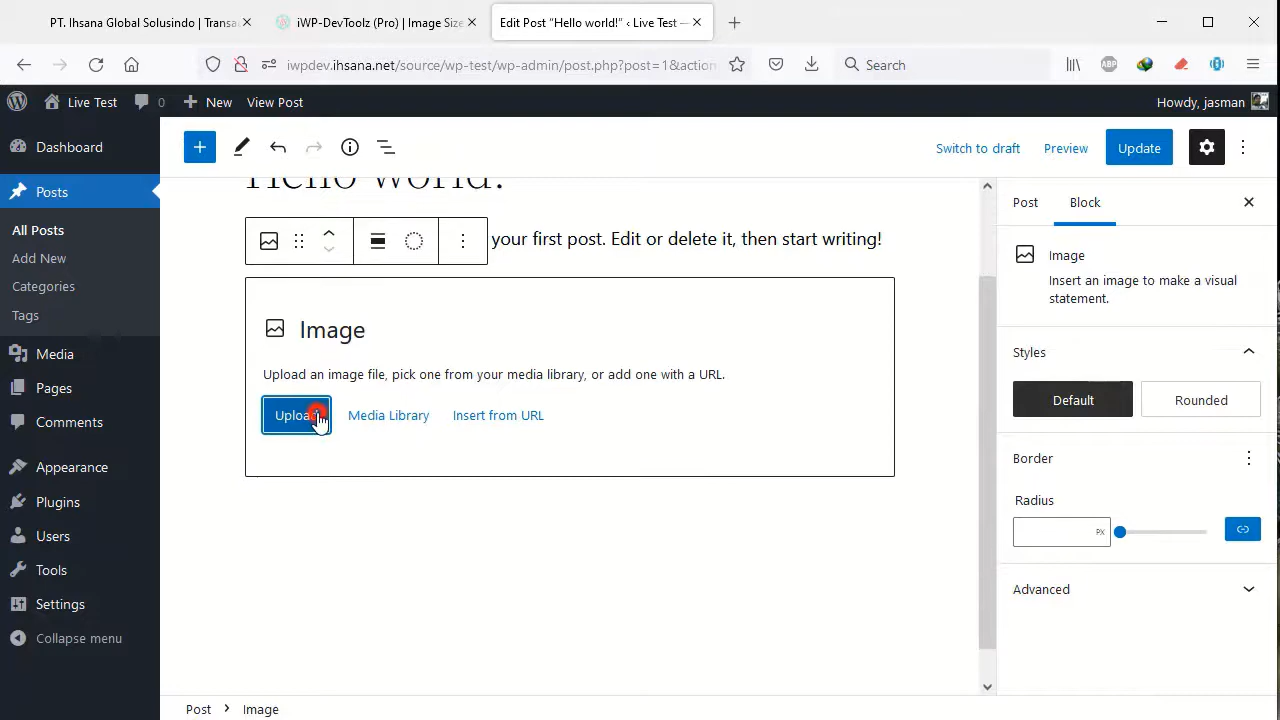 PT. Ihsana Global Solusindo | Transa
iWP-DevToolz (Pro) | Image Size
Edit Post “Hello world!” ‹ Live Test —
iwpdev.ihsana.net/source/wp-test/wp-admin/post.php?post=1&action
Search
ABP
Live Test
0
New
View Post
Howdy, jasman
Dashboard
Posts
All Posts
Add New
Categories
Tags
Media
Pages
Comments
Appearance
Plugins
Users
Tools
Settings
Collapse menu
Switch to draft
Preview
Update
Hello world!
your first post. Edit or delete it, then start writing!
Image
Upload an image file, pick one from your media library, or add one with a URL.
Upload
Media Library
Insert from URL
Post
Block
Image
Insert an image to make a visual
statement.
Styles
Default
Rounded
Border
Radius
PX
Advanced
Post
Image